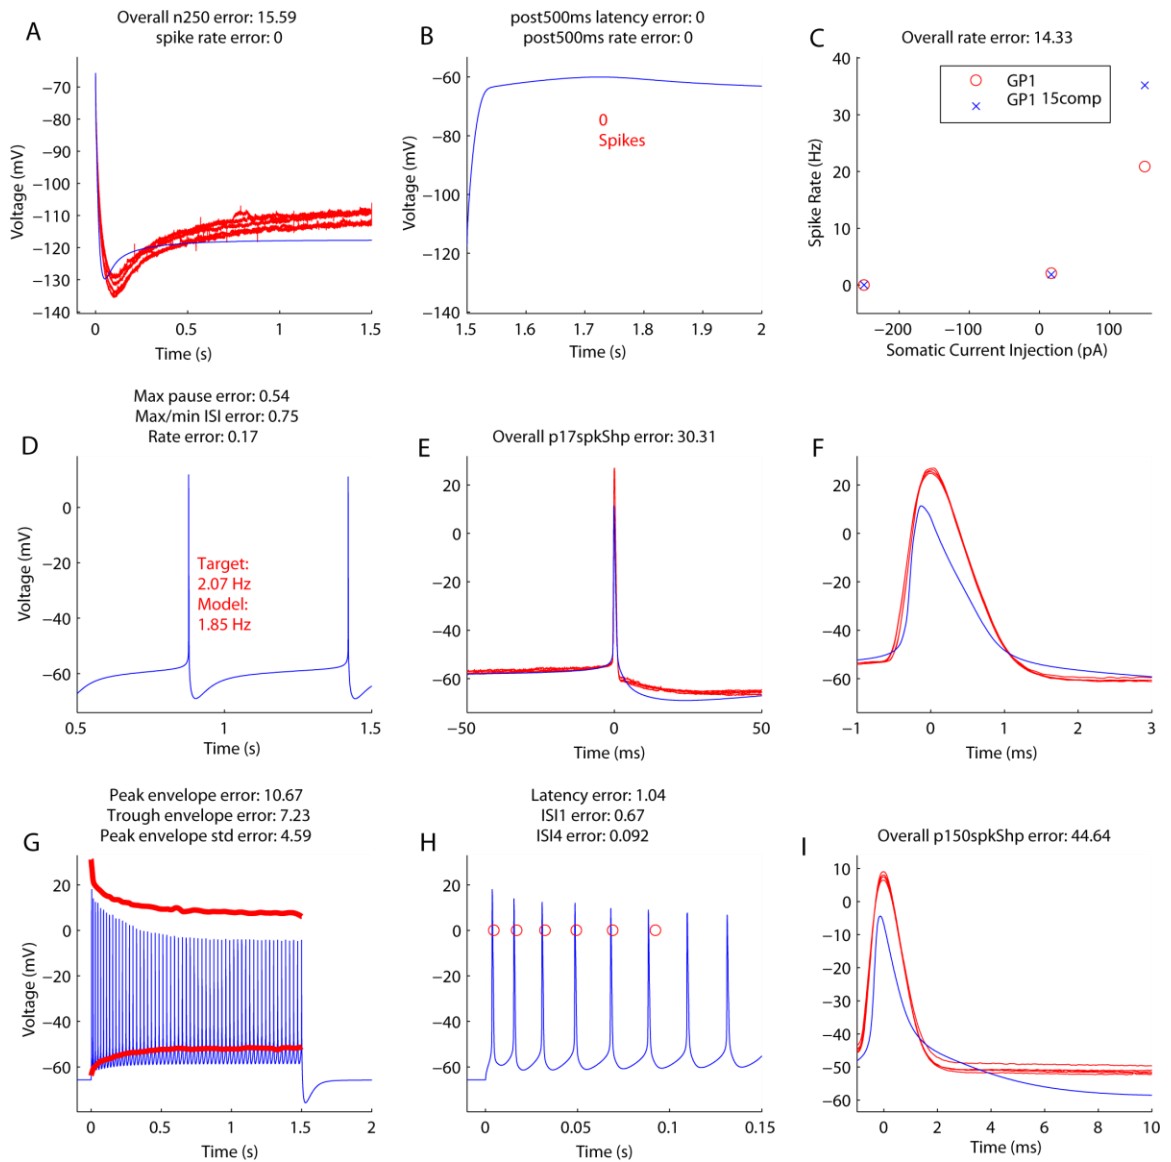 A
Overall n250 error: 15.59
spike rate error: 0
−70
−80
−90
−100
−110
−120
−130
−140
Voltage (mV)
0
0.5
1
1.5
Time (s)
B
post500ms latency error: 0
post500ms rate error: 0
−60
−80
−100
−120
−140
Voltage (mV)
0
Spikes
1.5
1.6
1.7
1.8
1.9
2
Time (s)
C
Overall rate error: 14.33
40
30
20
10
0
Spike Rate (Hz)
GP1
GP1 15comp
−200
−100
0
100
Somatic Current Injection (pA)
D
Max pause error: 0.54
Max/min ISI error: 0.75
Rate error: 0.17
0
−20
−40
−60
Voltage (mV)
Target:
2.07 Hz
Model:
1.85 Hz
0.5
1
1.5
Time (s)
E
Overall p17spkShp error: 30.31
20
0
−20
−40
−60
−50
0
50
Time (ms)
F
20
0
−20
−40
−60
−1
0
1
2
3
Time (ms)
G
Peak envelope error: 10.67
Trough envelope error: 7.23
Peak envelope std error: 4.59
20
0
−20
−40
−60
Voltage (mV)
0
0.5
1
1.5
2
Time (s)
H
Latency error: 1.04
ISI1 error: 0.67
ISI4 error: 0.092
20
0
−20
−40
−60
0
0.05
0.1
0.15
Time (s)
I
Overall p150spkShp error: 44.64
10
0
−10
−20
−30
−40
−50
−60
0
2
4
6
8
10
Time (ms)